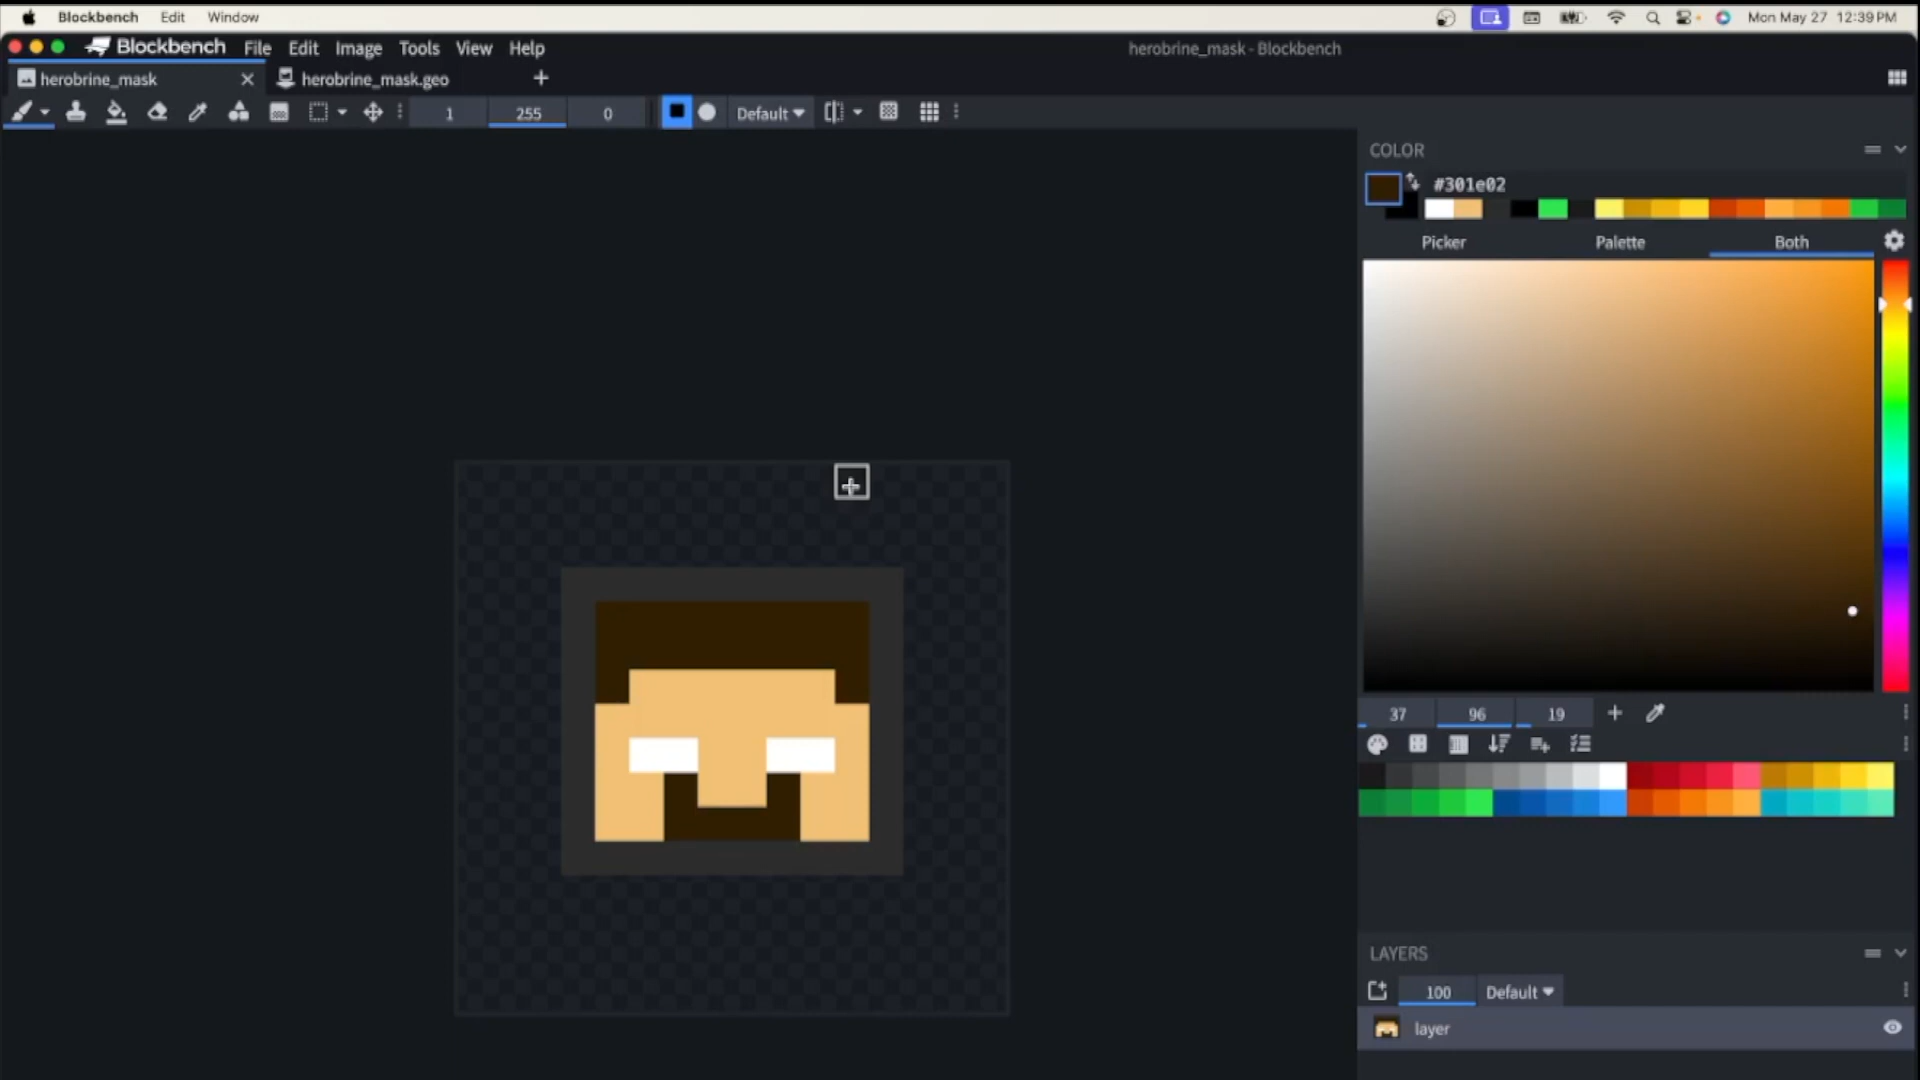 Blockbench Edit Window Mon May 27 12:39 PM
Blockbench File Edit Image Tools View Help herobrine_mask - Blockbench
herobrine_mask herobrine_mask.geo
1 255 0 Default
COLOR
#301e02
Picker Palette Both
37 96 19
LAYERS
100 Default
layer